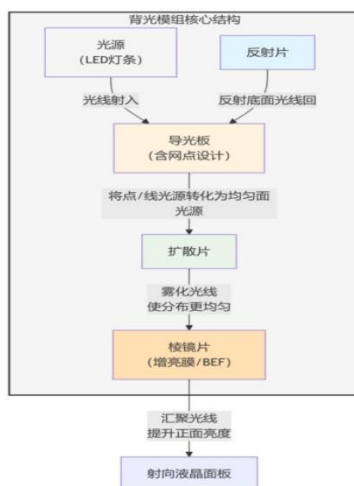 背光模组核心结构
光源
(LED灯条)
反射片
光线射入
反射底面光线回
导光板
(含网点设计)
将点/线光源转化为均匀面
光源
扩散片
雾化光线
使分布更均匀
棱镜片
(增亮膜/BEF)
汇聚光线
提升正面亮度
射向液晶面板